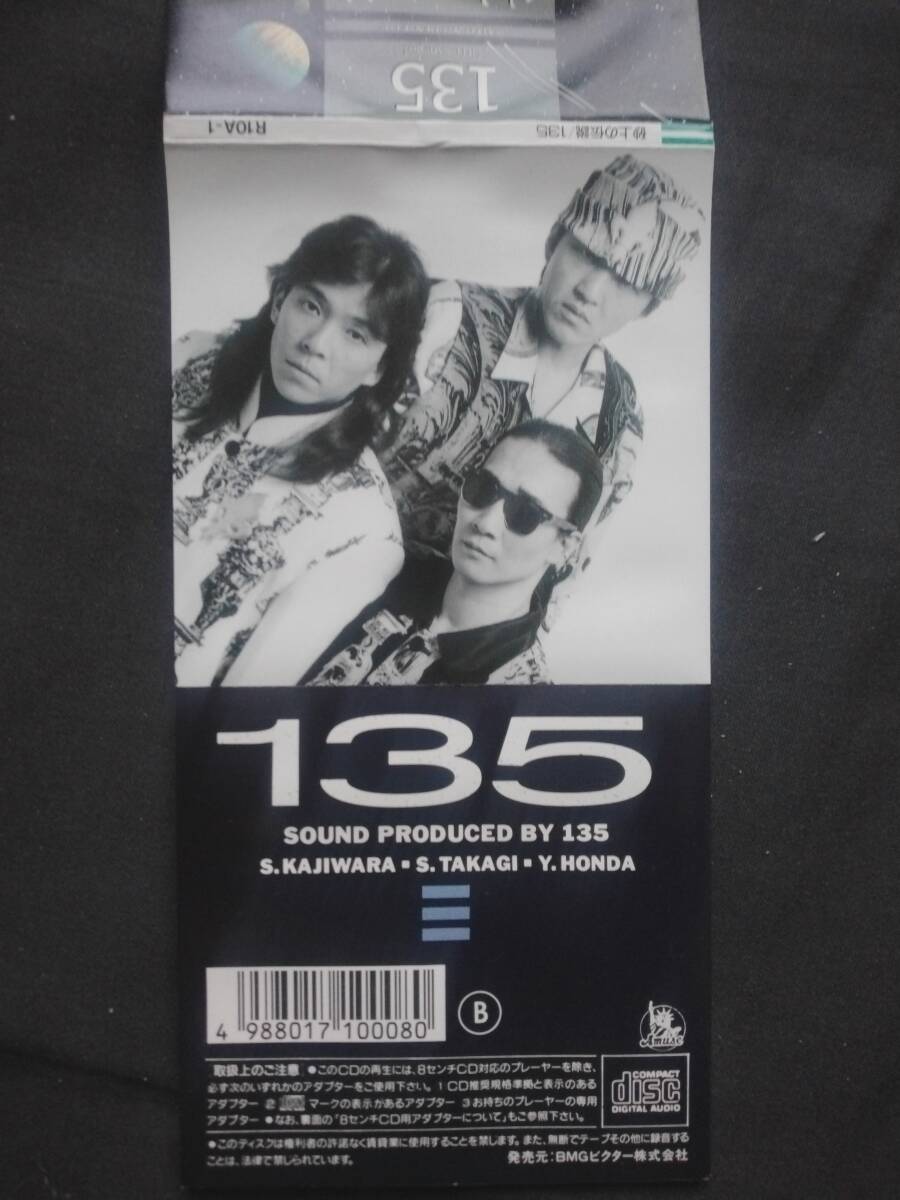 135
砂上の伝説/135
R10A-1
135
SOUND PRODUCED BY 135
S.KAJIWARA ▪ S.TAKAGI ▪ Y.HONDA
4 988017 100080
B
Amuse
取扱上のご注意 ●このCDの再生には、8センチCD対応のプレーヤーを除き、
必ず次のいずれかのアダプターをご使用下さい。1 CD推奨規格準拠と表示のある
アダプター 2 マークの表示があるアダプター 3 お持ちのプレーヤーの専用
アダプター ●なお、裏面の"8センチCD用アダプターについて"もご参照下さい。
COMPACT
disc
DIGITAL AUDIO
●このディスクは権利者の許諾なく賃貸業に使用することを禁じます。また、無断でテープその他に録音する
ことは、法律で禁じられています。
発売元:BMGビクター株式会社